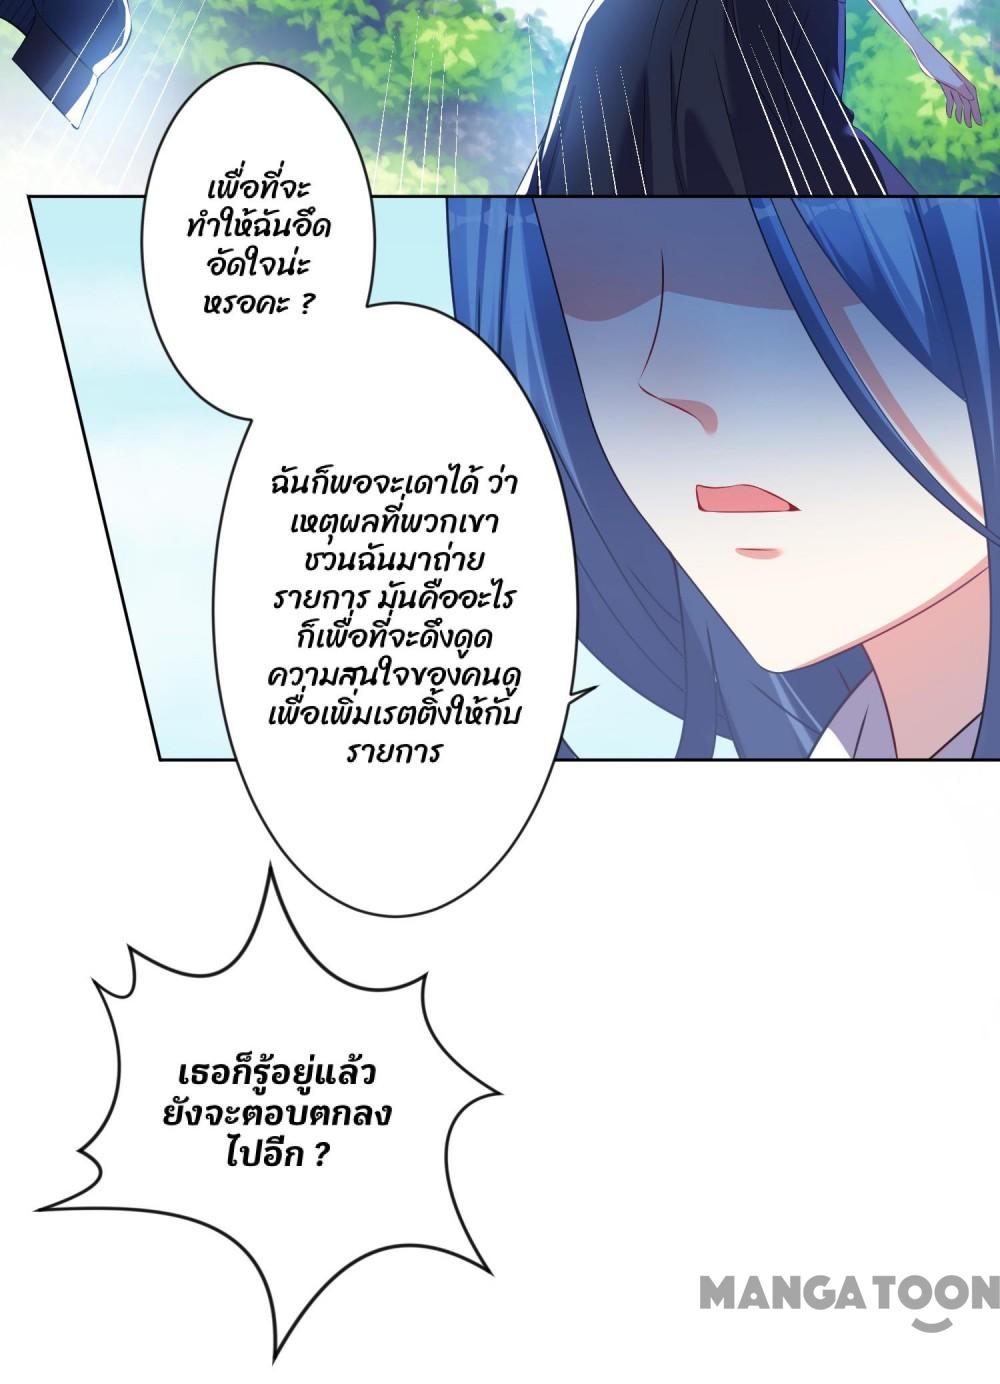 เพื่อที่จะ
ทำให้ฉันอึด
อัดใจน่ะ
หรอคะ ?
ฉันก็พอจะเดาได้ ว่า
เหตุผลที่พวกเขา
ชวนฉันมาถ่าย
รายการ มันคืออะไร
ก็เพื่อที่จะดึงดูด
ความสนใจของคนดู
เพื่อเพิ่มเรตติ้งให้กับ
รายการ
เธอก็รู้อยู่แล้ว
ยังจะตอบตกลง
ไปอีก ?
MANGATOON